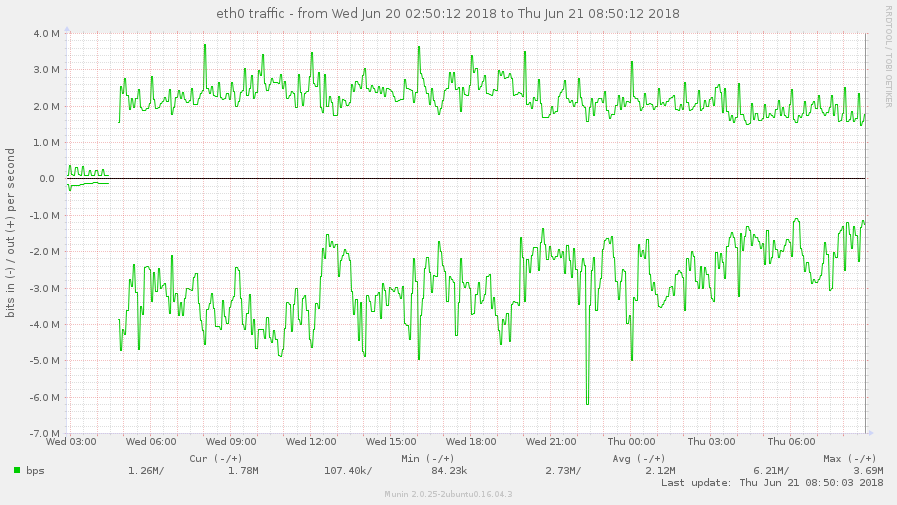 eth0 traffic - from Wed Jun 20 02:50:12 2018 to Thu Jun 21 08:50:12 2018
RRDTOOL / TOBI OETIKER
bits in (-) / out (+) per second
4.0 M
3.0 M
2.0 M
1.0 M
0.0
-1.0 M
-2.0 M
-3.0 M
-4.0 M
-5.0 M
-6.0 M
-7.0 M
Wed 03:00 Wed 06:00 Wed 09:00 Wed 12:00 Wed 15:00 Wed 18:00 Wed 21:00 Thu 00:00 Thu 03:00 Thu 06:00
Cur (-/+) Min (-/+) Avg (-/+) Max (-/+)
bps 1.26M/ 1.78M 107.40k/ 84.23k 2.73M/ 2.12M 6.21M/ 3.69M
Last update: Thu Jun 21 08:50:03 2018
Munin 2.0.25-2ubuntu0.16.04.3